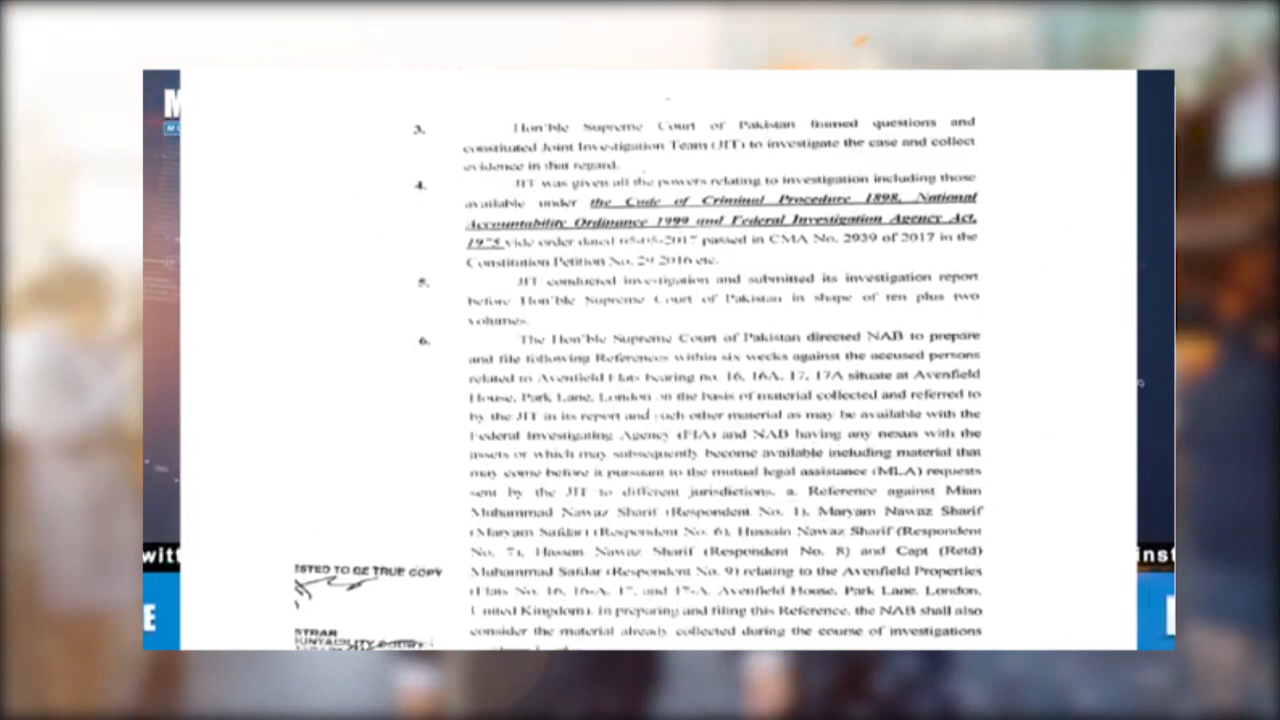 3. Hon'ble Supreme Court of Pakistan framed questions and
constituted Joint Investigation Team (JIT) to investigate the case and collect
evidence in that regard.
4. JIT was given all the powers relating to investigation including those
available under the Code of Criminal Procedure 1898, National
Accountability Ordinance 1999 and Federal Investigation Agency Act,
1975 vide order dated 05-05-2017 passed in CMA No. 2939 of 2017 in the
Constitution Petition No. 29 2016 etc.
5. JIT conducted investigation and submitted its investigation report
before Hon'ble Supreme Court of Pakistan in shape of ten plus two
volumes.
6. The Hon'ble Supreme Court of Pakistan directed NAB to prepare
and file following References within six weeks against the accused persons
related to Avenfield Flats bearing no. 16, 16A, 17, 17A situate at Avenfield
House, Park Lane, London on the basis of material collected and referred to
by the JIT in its report and such other material as may be available with the
Federal Investigating Agency (FIA) and NAB having any nexus with the
assets or which may subsequently become available including material that
may come before it pursuant to the mutual legal assistance (MLA) requests
sent by the JIT to different jurisdictions, a. Reference against Mian
Muhammad Nawaz Sharif (Respondent No. 1), Maryam Nawaz Sharif
(Maryam Safdar) (Respondent No. 6), Hussain Nawaz Sharif (Respondent
No. 7), Hassan Nawaz Sharif (Respondent No. 8) and Capt (Retd)
Muhammad Safdar (Respondent No. 9) relating to the Avenfield Properties
(Flats No. 16, 16-A, 17, and 17-A, Avenfield House, Park Lane, London,
United Kingdom). In preparing and filing this Reference, the NAB shall also
consider the material already collected during the course of investigations
STED TO BE TRUE COPY
STRAR
UNTABILITY COURT
M
witt
inst
E